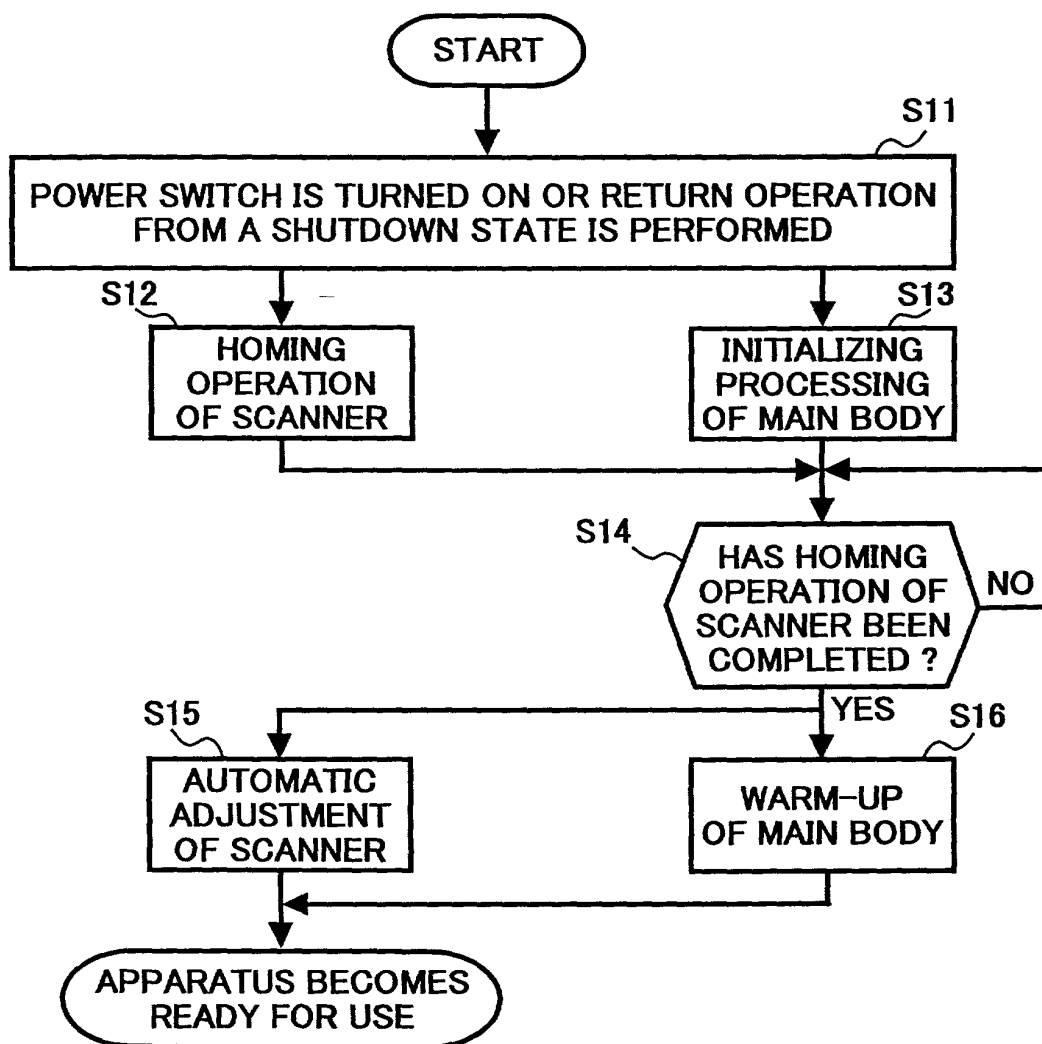 START
S11
POWER SWITCH IS TURNED ON OR RETURN OPERATION
FROM A SHUTDOWN STATE IS PERFORMED
S12
HOMING
OPERATION
OF SCANNER
S13
INITIALIZING
PROCESSING
OF MAIN BODY
S14
HAS HOMING
OPERATION OF
SCANNER BEEN
COMPLETED ?
NO
YES
S15
AUTOMATIC
ADJUSTMENT
OF SCANNER
S16
WARM-UP
OF MAIN BODY
APPARATUS BECOMES
READY FOR USE